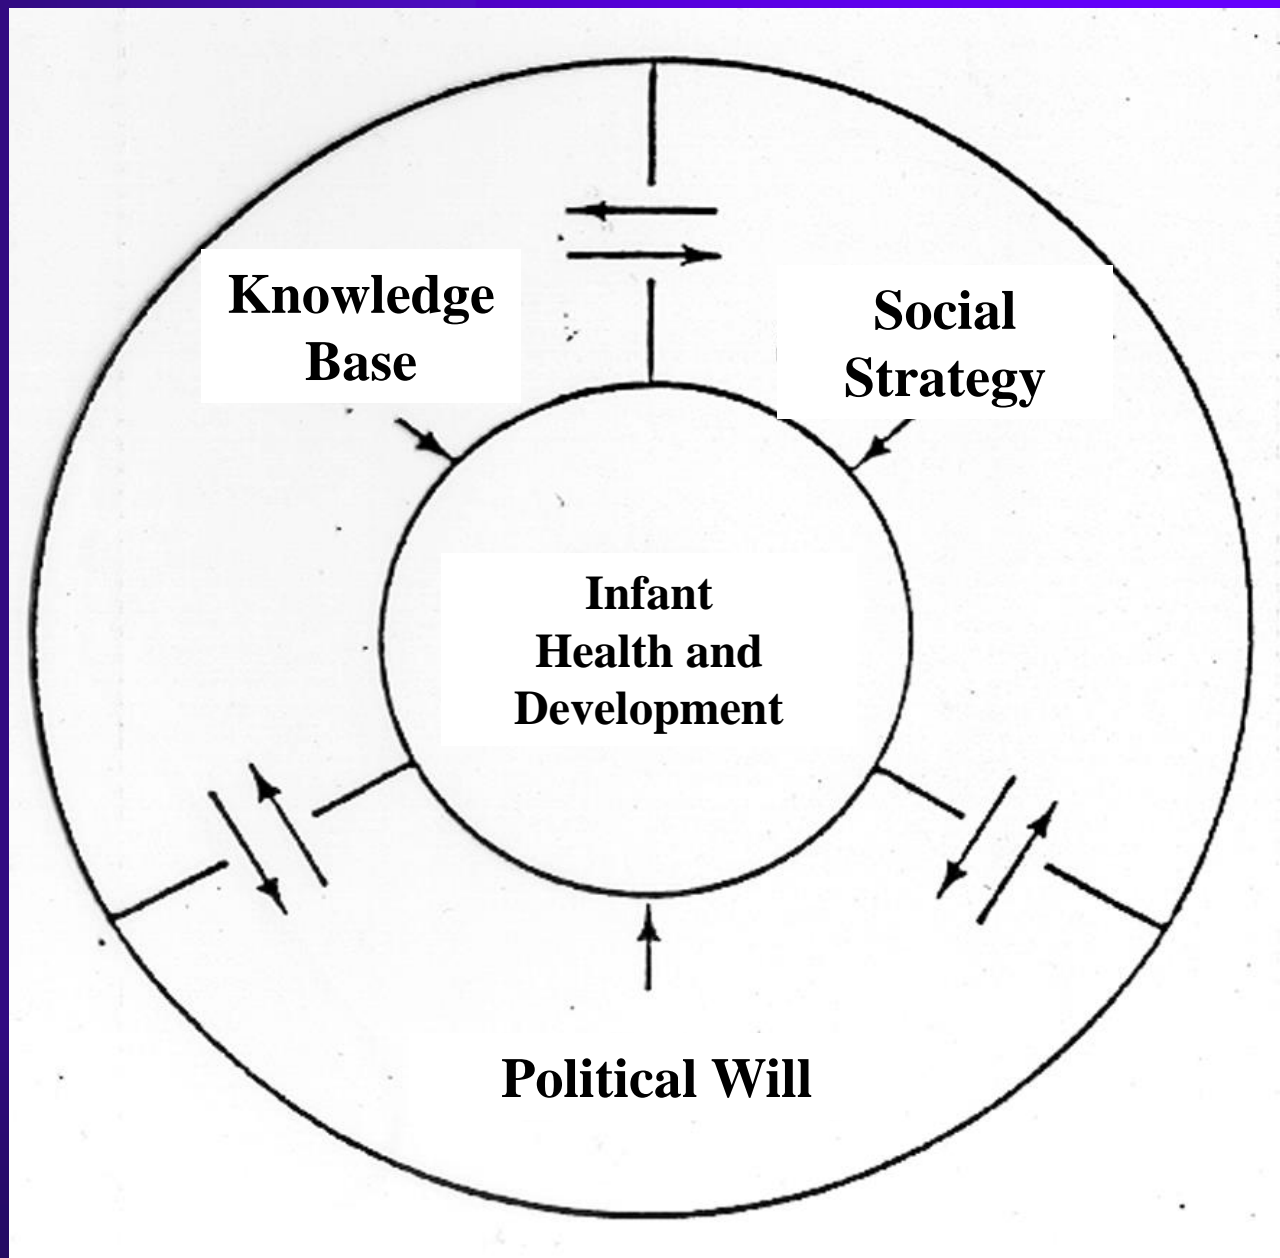 Knowledge
Base
Social
Strategy
Infant
Health and
Development
Political Will